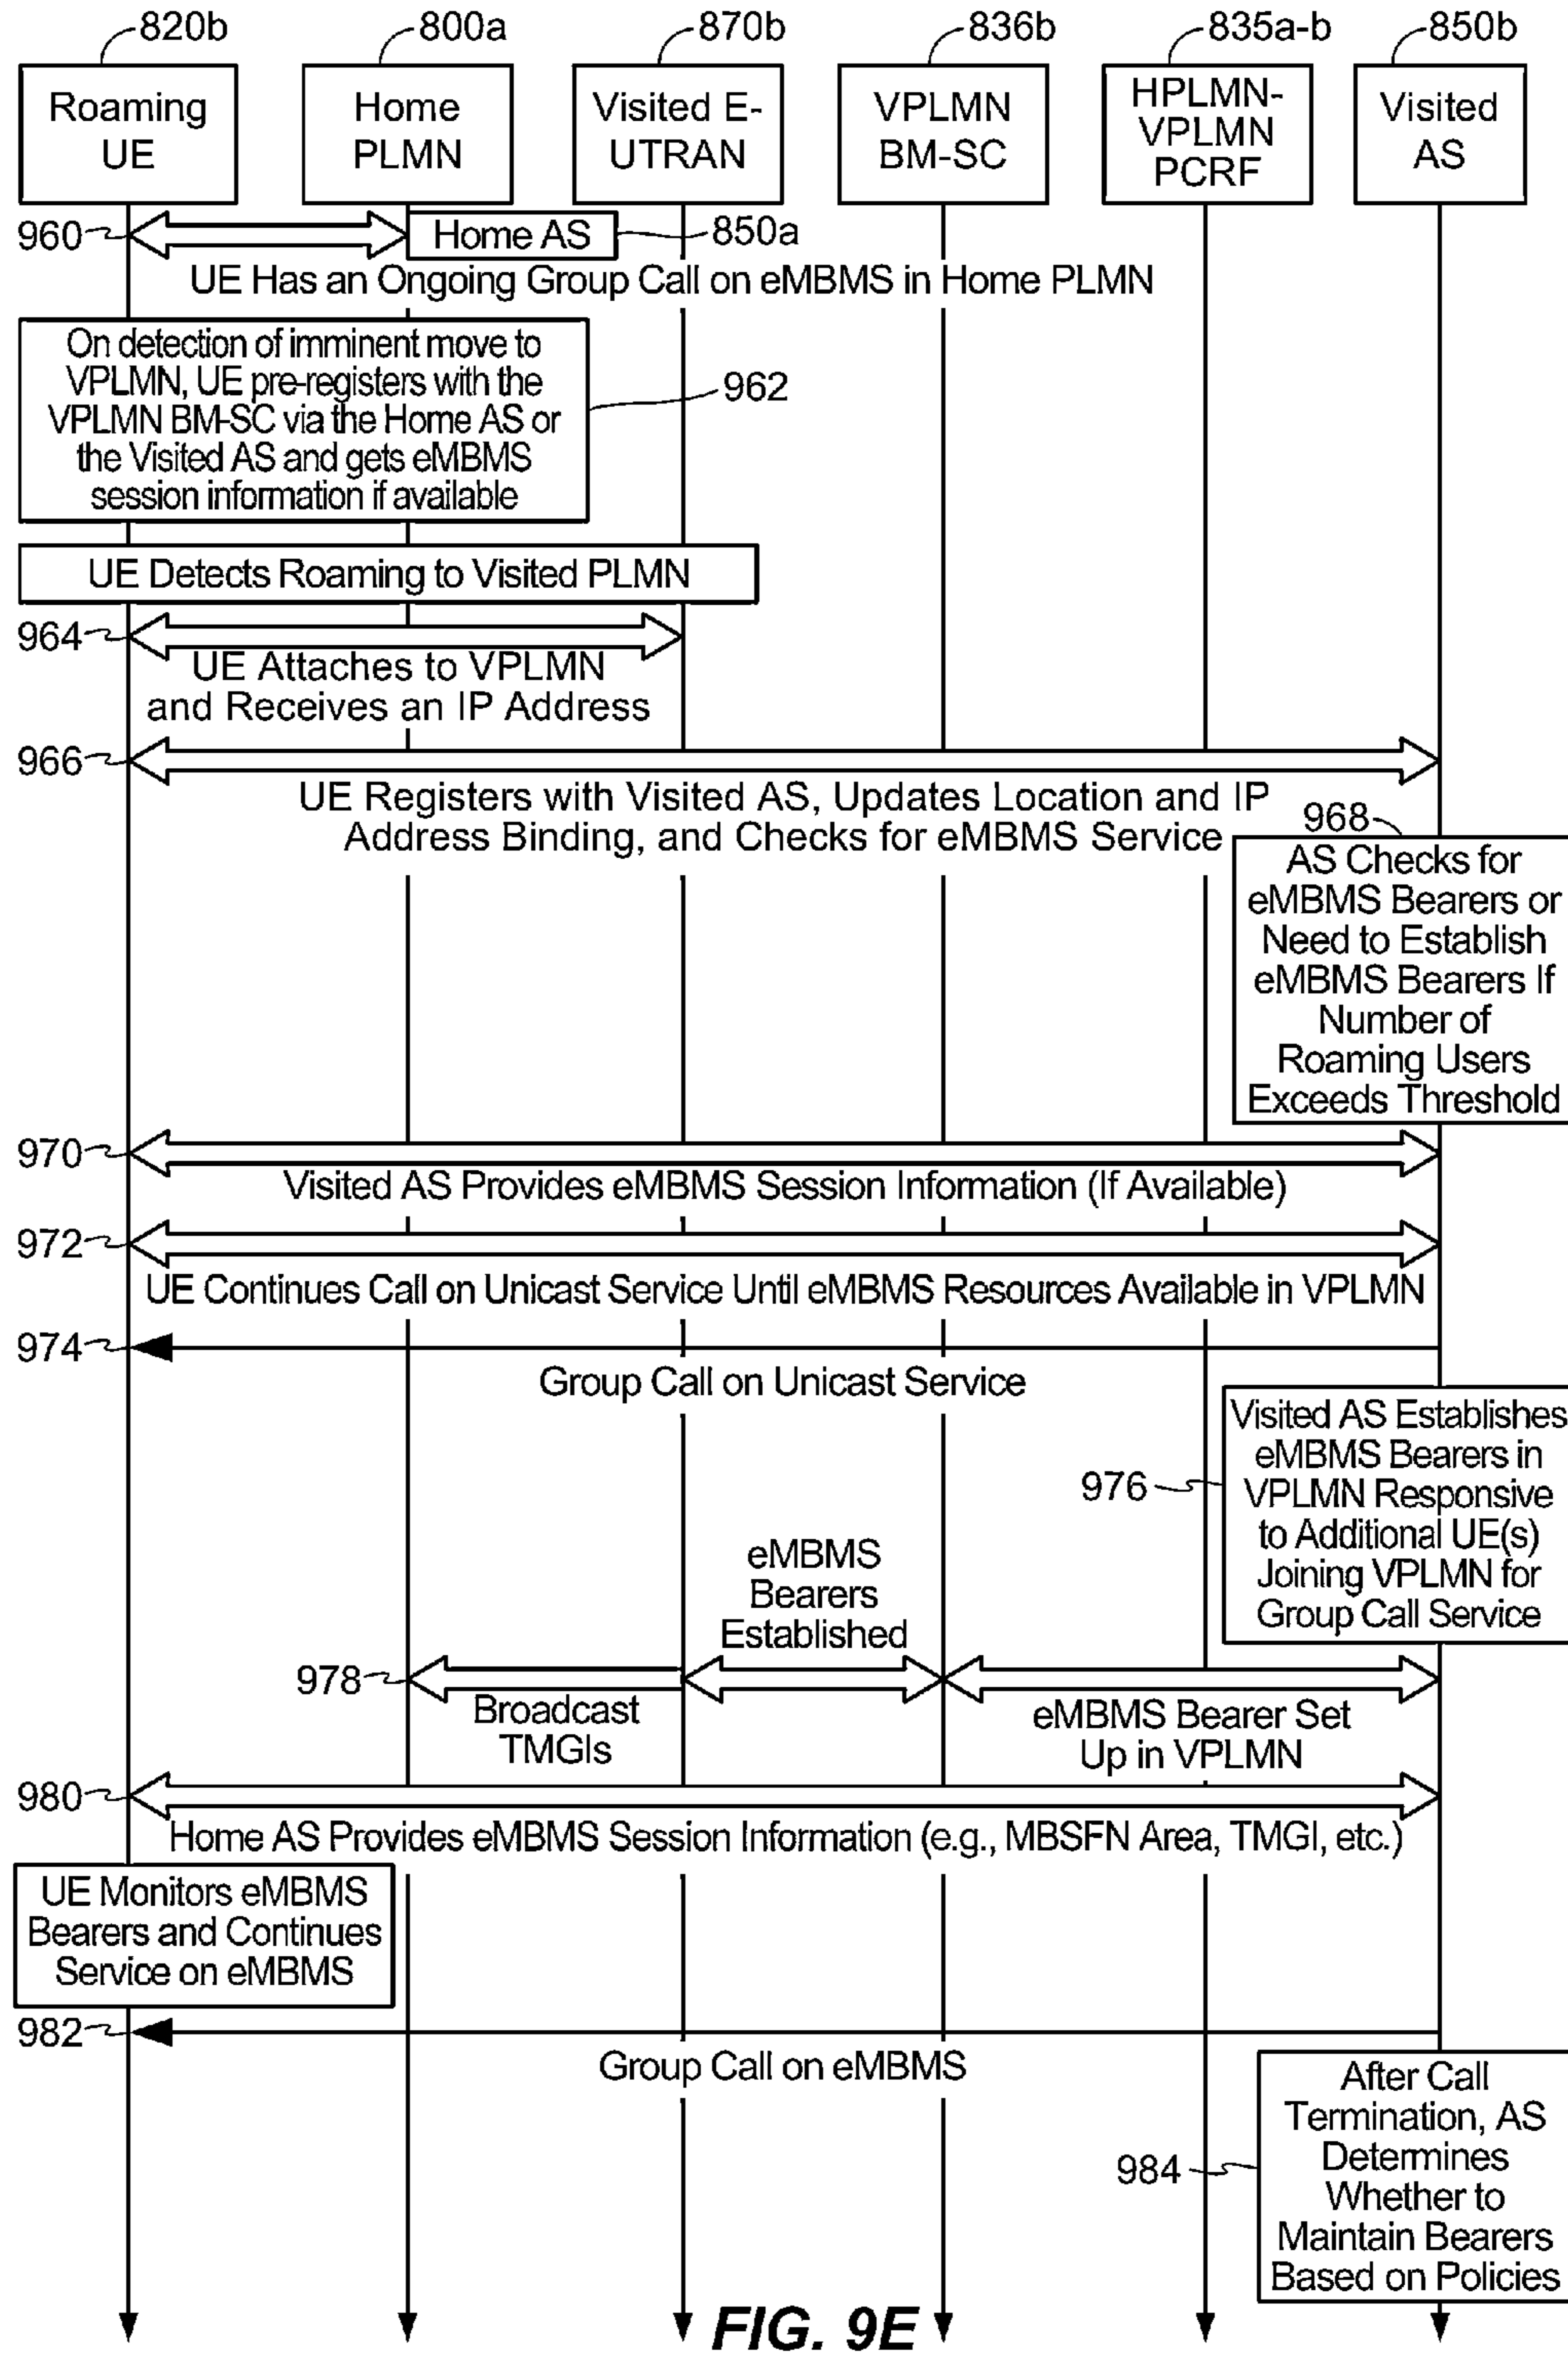 820b
800a
870b
836b
835a-b
850b
Roaming
UE
Home
PLMN
Visited E-
UTRAN
VPLMN
BM-SC
HPLMN-
VPLMN
PCRF
Visited
AS
960
Home AS
850a
UE Has an Ongoing Group Call on eMBMS in Home PLMN
On detection of imminent move to
VPLMN, UE pre-registers with the
VPLMN BM-SC via the Home AS or
the Visited AS and gets eMBMS
session information if available
962
UE Detects Roaming to Visited PLMN
964
UE Attaches to VPLMN
and Receives an IP Address
966
UE Registers with Visited AS, Updates Location and IP
Address Binding, and Checks for eMBMS Service
968
AS Checks for
eMBMS Bearers or
Need to Establish
eMBMS Bearers If
Number of
Roaming Users
Exceeds Threshold
970
Visited AS Provides eMBMS Session Information (If Available)
972
UE Continues Call on Unicast Service Until eMBMS Resources Available in VPLMN
974
Group Call on Unicast Service
976
Visited AS Establishes
eMBMS Bearers in
VPLMN Responsive
to Additional UE(s)
Joining VPLMN for
Group Call Service
eMBMS
Bearers
Established
978
Broadcast
TMGIs
eMBMS Bearer Set
Up in VPLMN
980
Home AS Provides eMBMS Session Information (e.g., MBSFN Area, TMGI, etc.)
UE Monitors eMBMS
Bearers and Continues
Service on eMBMS
982
Group Call on eMBMS
984
After Call
Termination, AS
Determines
Whether to
Maintain Bearers
Based on Policies
FIG. 9E